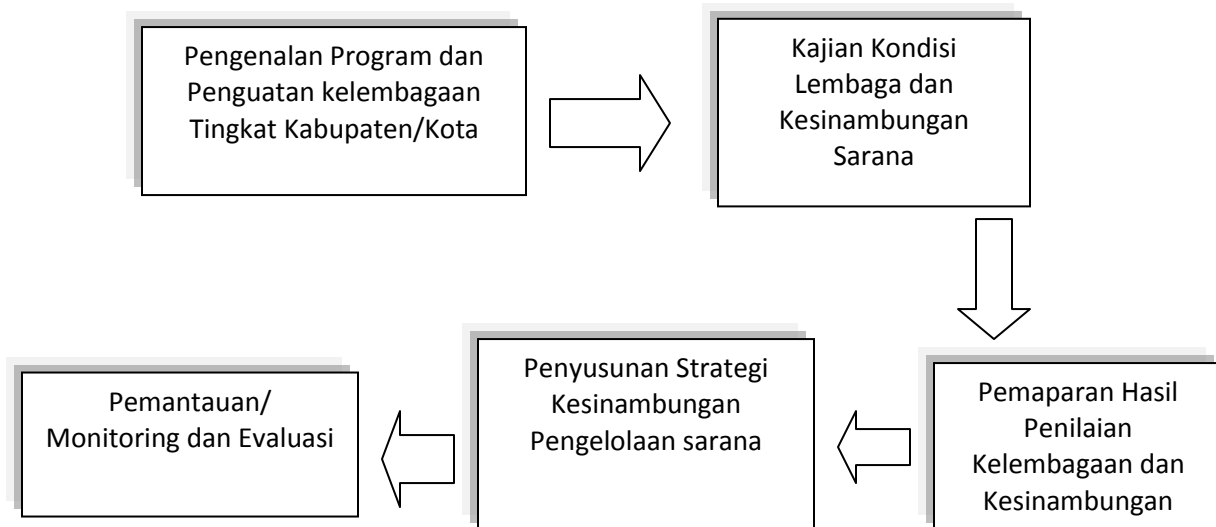 Pengenalan Program dan
Penguatan kelembagaan
Tingkat Kabupaten/Kota
Kajian Kondisi
Lembaga dan
Kesinambungan
Sarana
Pemaparan Hasil
Penilaian
Kelembagaan dan
Kesinambungan
Penyusunan Strategi
Kesinambungan
Pengelolaan sarana
Pemantauan/
Monitoring dan Evaluasi